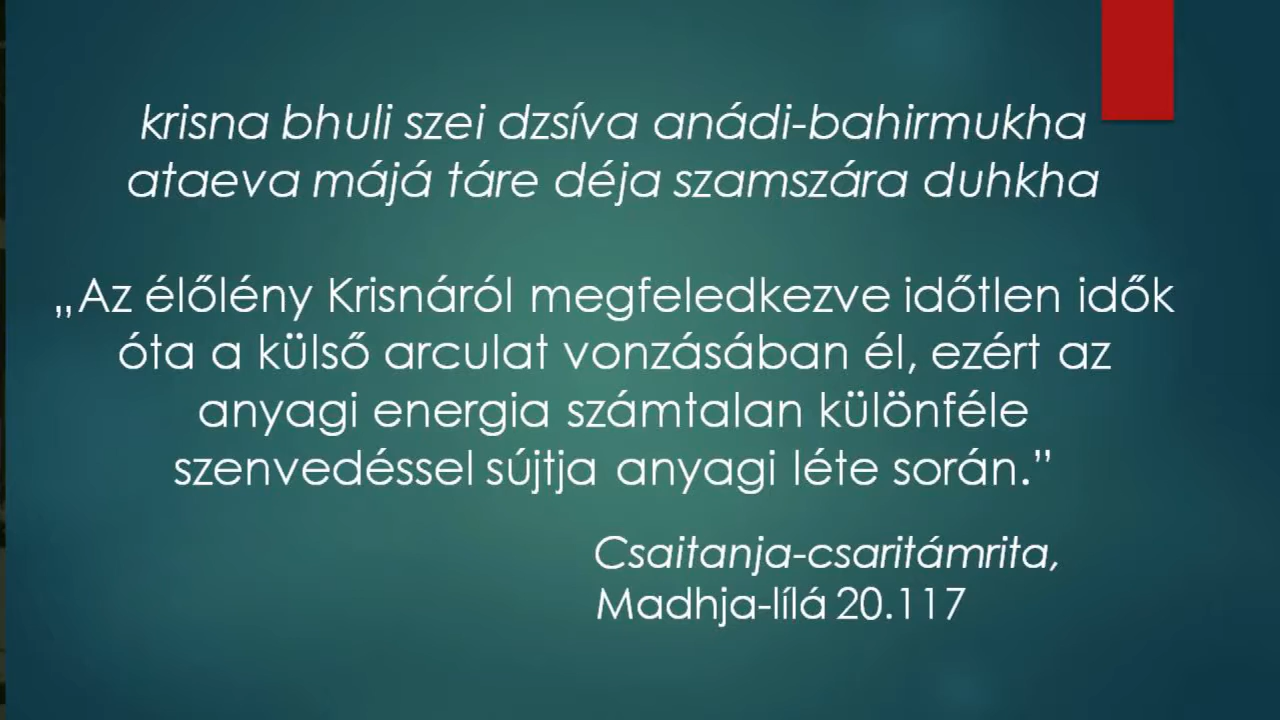 krisna bhuli szei dzsíva anádi-bahirmukha
ataeva májá táre déja szamszára duhkha
„Az élőlény Krisnáról megfeledkezve időtlen idők
óta a külső arculat vonzásában él, ezért az
anyagi energia számtalan különféle
szenvedéssel sújtja anyagi léte során.”
Csaitanja-csaritámrita,
Madhja-lílá 20.117